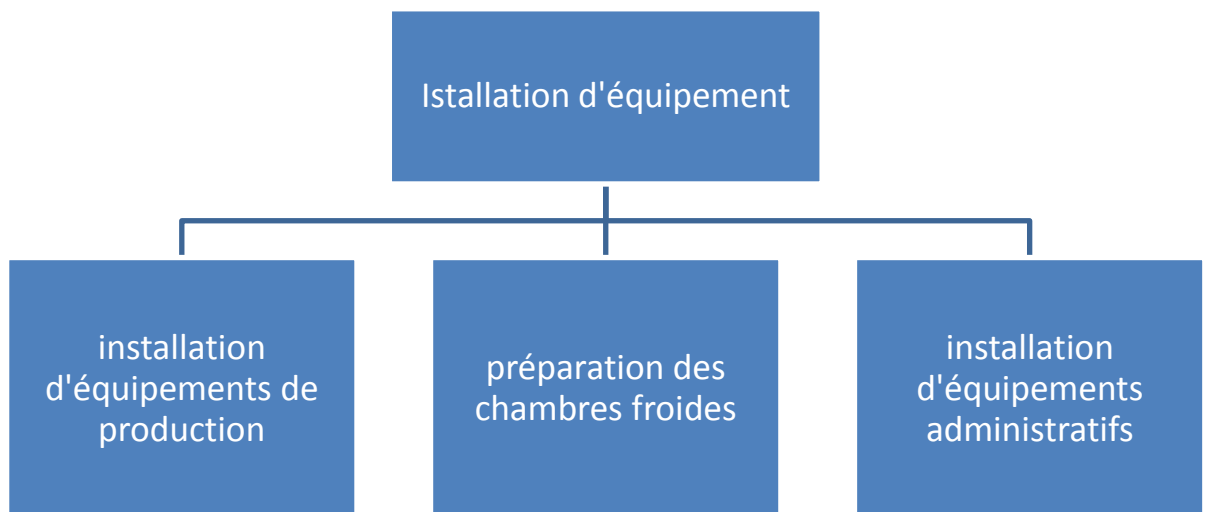 Istallation d'équipement
installation
d'équipements de
production
préparation des
chambres froides
installation
d'équipements
administratifs